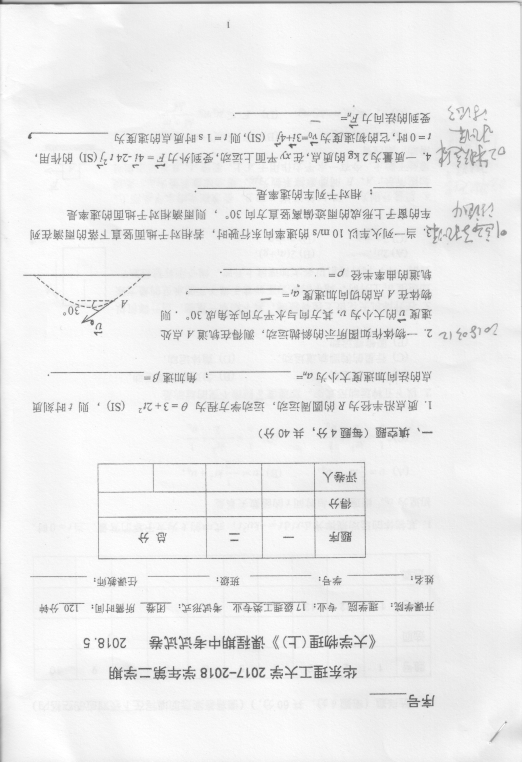 序号
华东理工大学 2017–2018 学年第二学期
《大学物理(上)》课程期中考试试卷 2018.5
开课学院：理学院 专业：17级理工类专业 考试形式：闭卷 所需时间：120 分钟
姓名： 学号： 班级： 任课教师：
题序 一 二 总 分
得分
评卷人
一、填空题（每题 4 分，共 40 分）
1. 质点沿半径为 R 的圆周运动，运动学方程为 θ = 3 + 2t² (SI)，则 t 时刻质
点的法向加速度大小为 aₙ= ；角加速度 β=
2. 一物体作如图所示的斜抛运动，测得在轨道 A 点处
速度 v⃗ 的大小为 v，其方向与水平方向夹角成 30°．则
物体在 A 点的切向加速度 aₜ=
轨道的曲率半径 ρ=
v⃗
A
30°
3. 当一列火车以 10 m/s 的速率向东行驶时，若相对于地面竖直下落的雨滴在列
车的窗子上形成的雨迹偏离竖直方向 30°，则雨滴相对于地面的速率是
；相对于列车的速率是
4. 一质量为 2 kg 的质点，在 xy 平面上运动，受到外力 F⃗ = 4i⃗ -24 t² j⃗ (SI) 的作用，
t = 0 时，它的初速度为 v⃗₀=3i⃗+4j⃗ (SI)，则 t = 1 s 时质点的速度为
受到的法向力 F⃗ₙ=
20180312
1